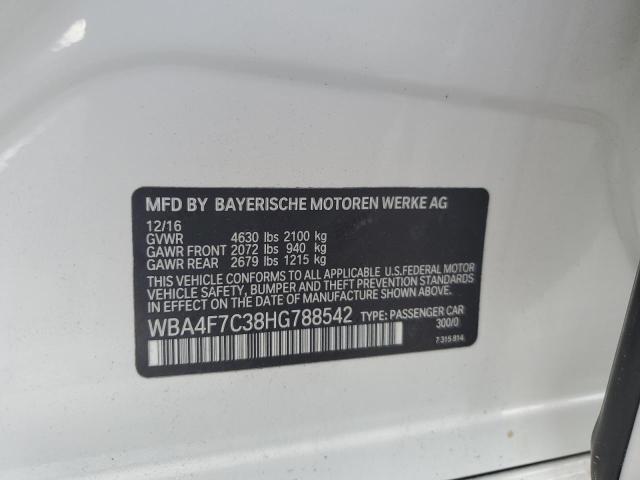 MFD BY BAYERISCHE MOTOREN WERKE AG
12/16
GVWR 4630 lbs 2100 kg
GAWR FRONT 2072 lbs 940 kg
GAWR REAR 2679 lbs 1215 kg
THIS VEHICLE CONFORMS TO ALL APPLICABLE U.S. FEDERAL MOTOR
VEHICLE SAFETY, BUMPER AND THEFT PREVENTION STANDARDS
IN EFFECT ON THE DATE OF MANUFACTURE SHOWN ABOVE.
WBA4F7C38HG788542 TYPE: PASSENGER CAR
300/0
7 315 814